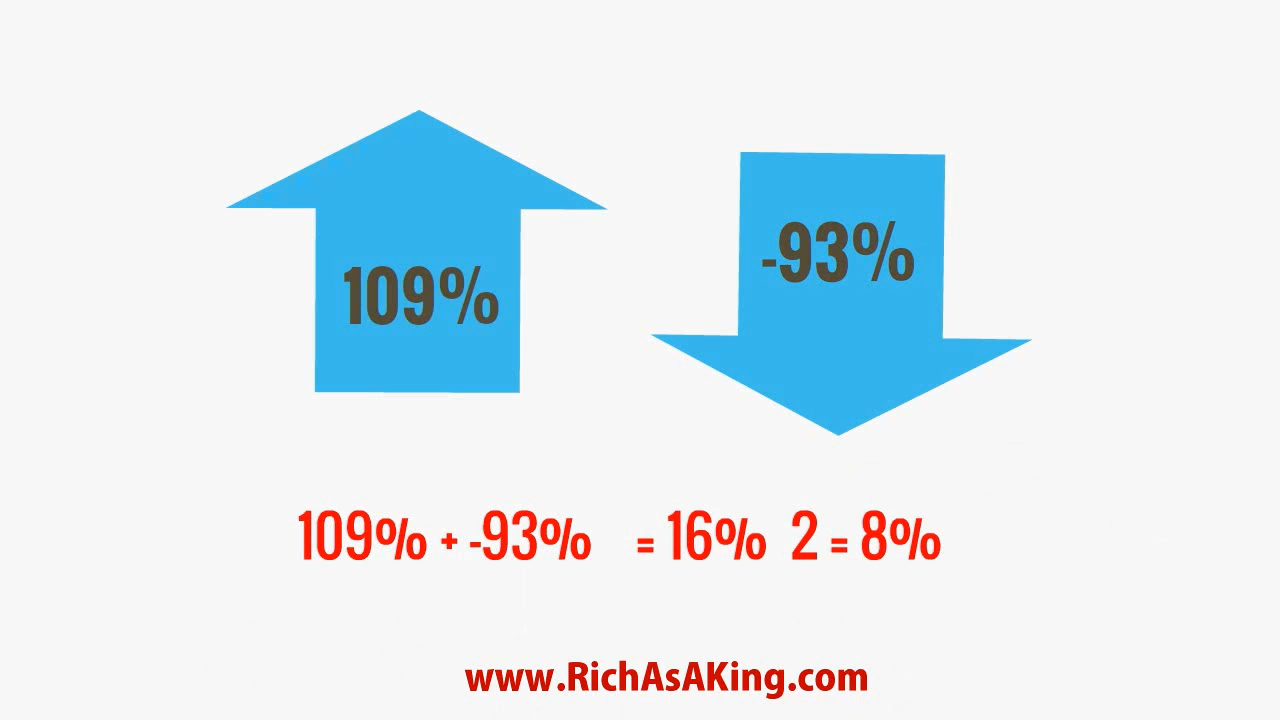 109%
-93%
109% + -93% = 16% 2 = 8%
www.RichAsAKing.com